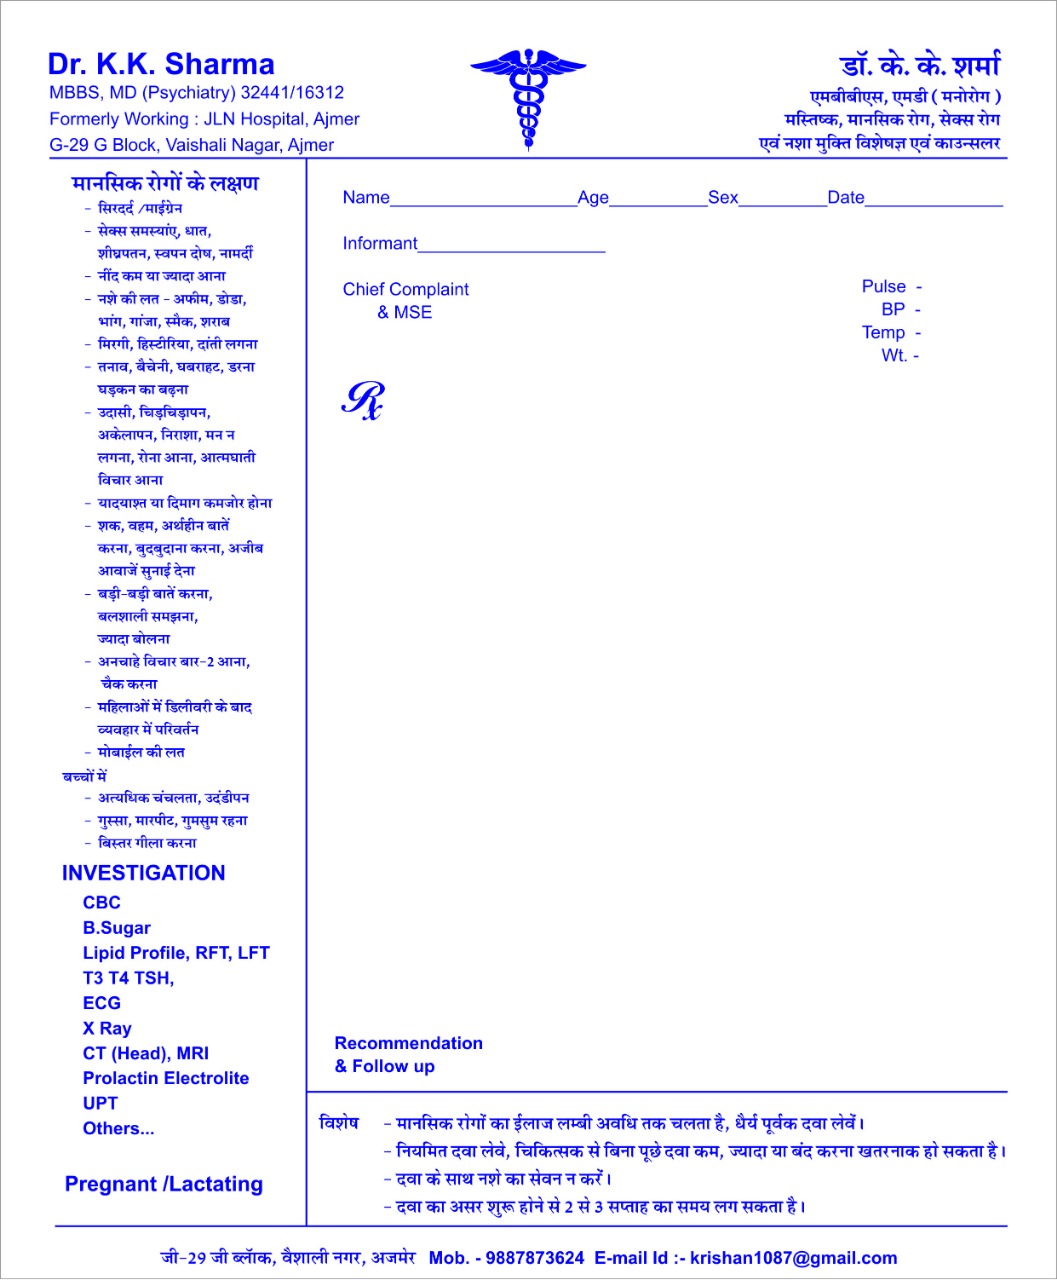 Dr. K.K. Sharma
MBBS, MD (Psychiatry) 32441/16312
Formerly Working : JLN Hospital, Ajmer
G-29 G Block, Vaishali Nagar, Ajmer
डॉ. के. के. शर्मा
एमबीबीएस, एमडी ( मनोरोग )
मस्तिष्क, मानसिक रोग, सेक्स रोग
एवं नशा मुक्ति विशेषज्ञ एवं काउन्सलर
मानसिक रोगों के लक्षण
- सिरदर्द /माईग्रेन
- सेक्स समस्यांए, धात,
शीघ्रपतन, स्वपन दोष, नामर्दी
- नींद कम या ज्यादा आना
- नशे की लत - अफीम, डोडा,
भांग, गांजा, स्मैक, शराब
- मिरगी, हिस्टीरिया, दांती लगना
- तनाव, बैचेनी, घबराहट, डरना
घड़कन का बढ़ना
- उदासी, चिड़चिड़ापन,
अकेलापन, निराशा, मन न
लगना, रोना आना, आत्मघाती
विचार आना
- यादयाश्त या दिमाग कमजोर होना
- शक, वहम, अर्थहीन बातें
करना, बुदबुदाना करना, अजीब
आवाजें सुनाई देना
- बड़ी-बड़ी बातें करना,
बलशाली समझना,
ज्यादा बोलना
- अनचाहे विचार बार-2 आना,
चैक करना
- महिलाओं में डिलीवरी के बाद
व्यवहार में परिवर्तन
- मोबाईल की लत
बच्चों में
- अत्यधिक चंचलता, उदंडीपन
- गुस्सा, मारपीट, गुमसुम रहना
- बिस्तर गीला करना
INVESTIGATION
CBC
B.Sugar
Lipid Profile, RFT, LFT
T3 T4 TSH,
ECG
X Ray
CT (Head), MRI
Prolactin Electrolite
UPT
Others...
Pregnant /Lactating
Name___________________Age__________Sex_________Date______________
Informant___________________
Chief Complaint
& MSE
Pulse -
BP -
Temp -
Wt. -
Rx
Recommendation
& Follow up
विशेष - मानसिक रोगों का ईलाज लम्बी अवधि तक चलता है, धैर्य पूर्वक दवा लेवें।
- नियमित दवा लेवे, चिकित्सक से बिना पूछे दवा कम, ज्यादा या बंद करना खतरनाक हो सकता है।
- दवा के साथ नशे का सेवन न करें।
- दवा का असर शुरू होने से 2 से 3 सप्ताह का समय लग सकता है।
जी-29 जी ब्लॅाक, वैशाली नगर, अजमेर Mob. - 9887873624 E-mail Id :- krishan1087@gmail.com